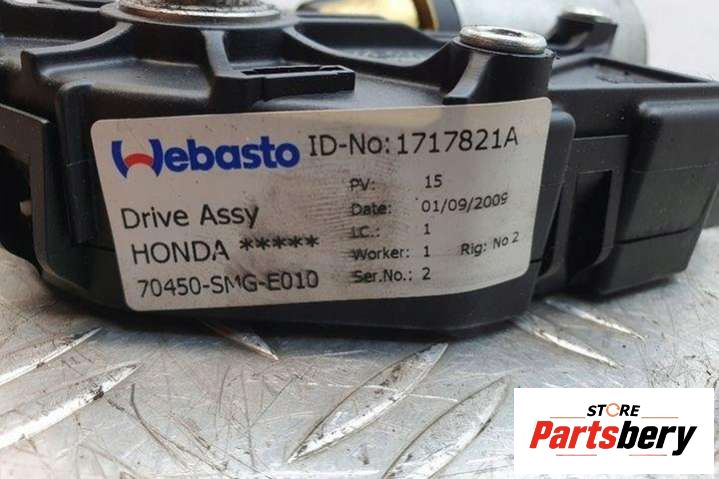 Webasto ID-No: 1717821A
Drive Assy
HONDA *****
70450-SMG-E010
PV: 15
Date: 01/09/2009
I.C.: 1
Worker: 1 Rig: No 2
Ser.No.: 2
STORE
Partsbery